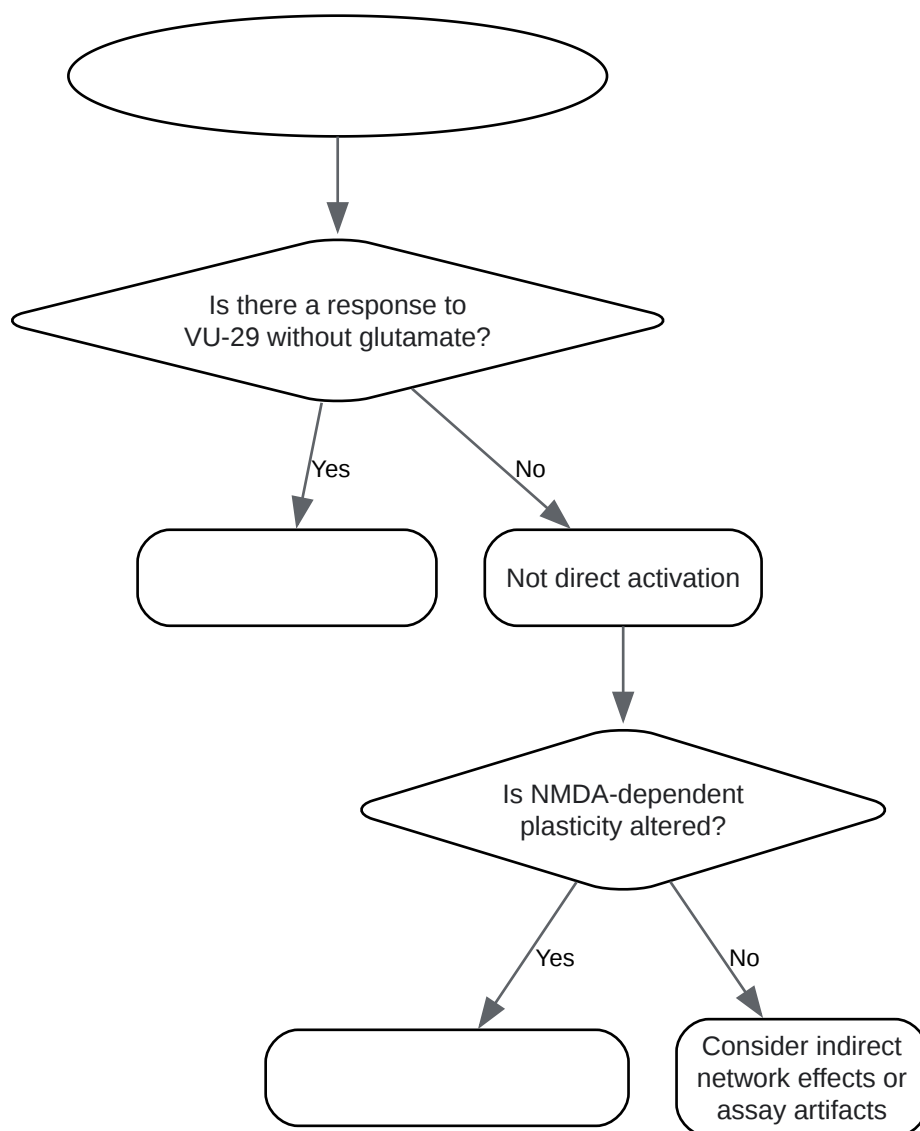 Is there a response to
VU-29 without glutamate?
Yes
No
Not direct activation
Is NMDA-dependent
plasticity altered?
Yes
No
Consider indirect
network effects or
assay artifacts